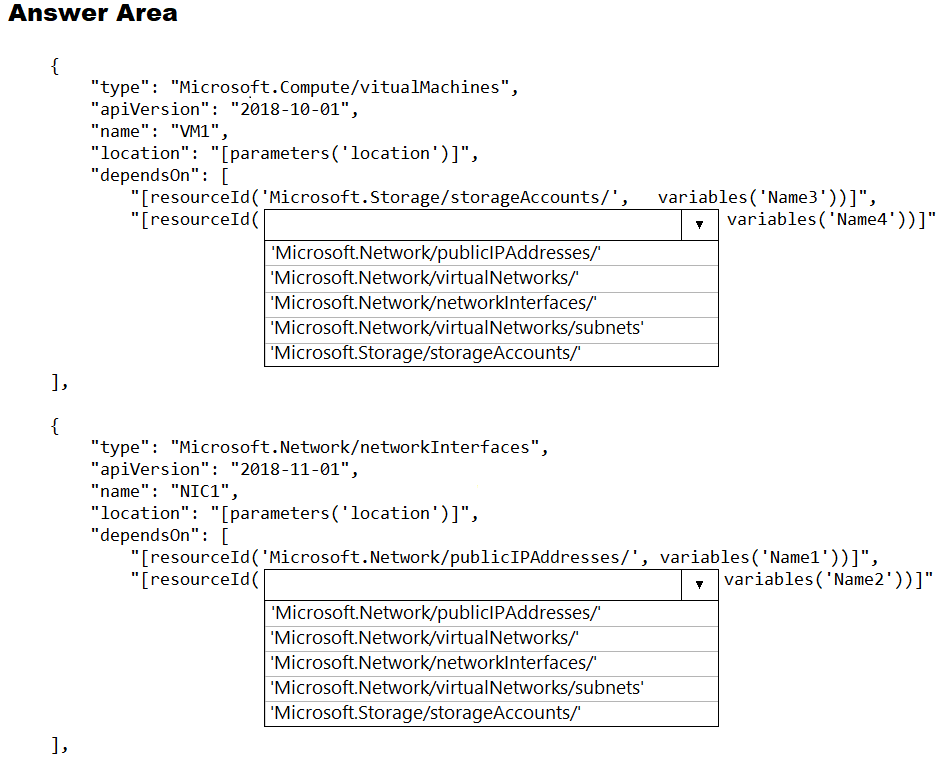 Answer Area
{
"type": "Microsoft.Compute/vitualMachines",
"apiVersion": "2018-10-01",
"name": "VM1",
"location": "[parameters('location')]",
"dependsOn": [
"[resourceId('Microsoft.Storage/storageAccounts/', variables('Name3'))]",
"[resourceId( ▼ variables('Name4'))]"
'Microsoft.Network/publicIPAddresses/'
'Microsoft.Network/virtualNetworks/'
'Microsoft.Network/networkInterfaces/'
'Microsoft.Network/virtualNetworks/subnets'
'Microsoft.Storage/storageAccounts/'
],
{
"type": "Microsoft.Network/networkInterfaces",
"apiVersion": "2018-11-01",
"name": "NIC1",
"location": "[parameters('location')]",
"dependsOn": [
"[resourceId('Microsoft.Network/publicIPAddresses/', variables('Name1'))]",
"[resourceId( ▼ variables('Name2'))]"
'Microsoft.Network/publicIPAddresses/'
'Microsoft.Network/virtualNetworks/'
'Microsoft.Network/networkInterfaces/'
'Microsoft.Network/virtualNetworks/subnets'
'Microsoft.Storage/storageAccounts/'
],